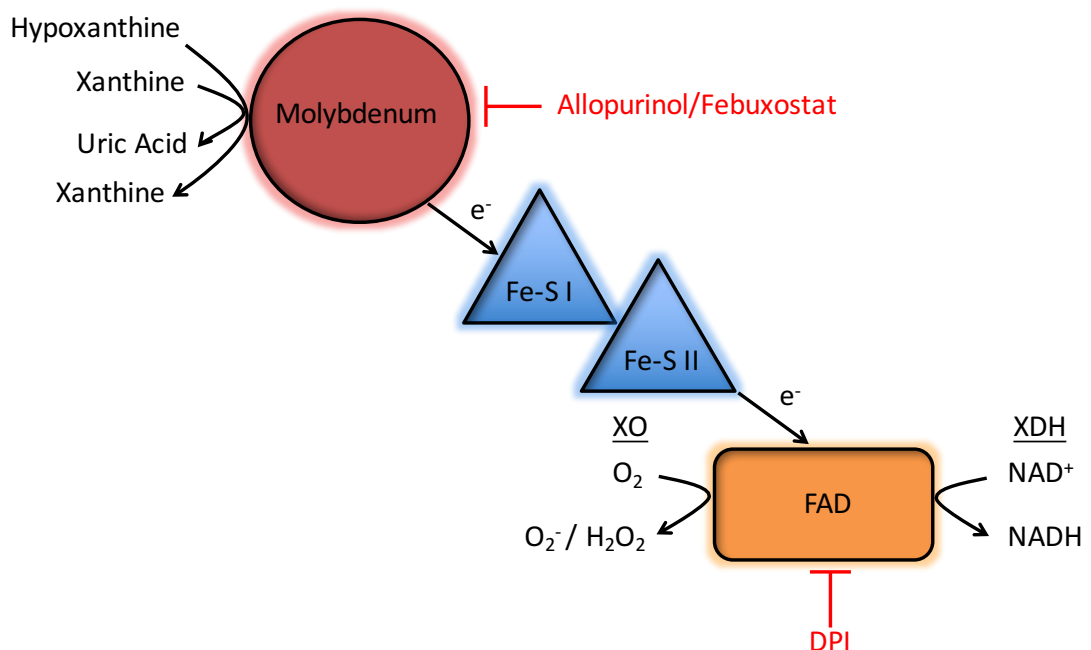 Hypoxanthine
Xanthine
Uric Acid
Xanthine
Molybdenum
Allopurinol/Febuxostat
e⁻
Fe-S I
Fe-S II
e⁻
XO
O₂
O₂⁻ / H₂O₂
FAD
XDH
NAD⁺
NADH
DPI